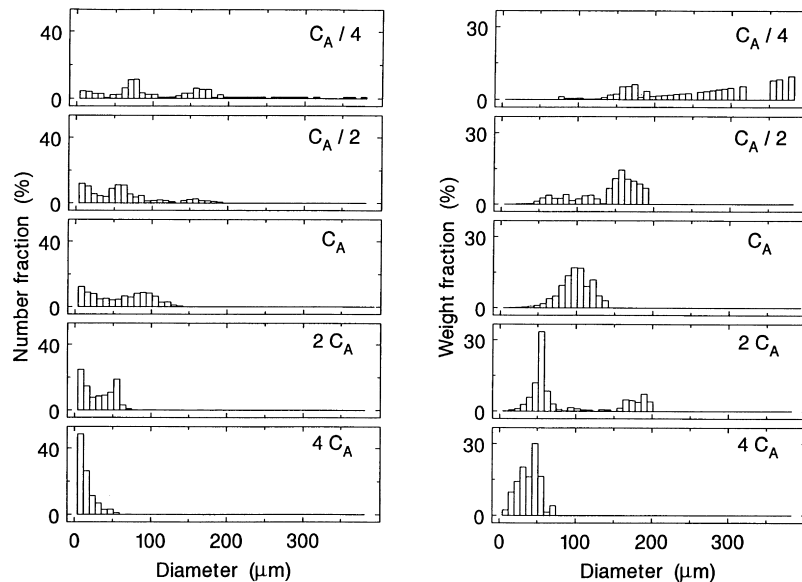 Number fraction (%)
C_A / 4
40
0
C_A / 2
40
0
C_A
40
0
2 C_A
40
0
4 C_A
40
0
0 100 200 300
Diameter (μm)
Weight fraction (%)
C_A / 4
30
0
C_A / 2
30
0
C_A
30
0
2 C_A
30
0
4 C_A
30
0
0 100 200 300
Diameter (μm)